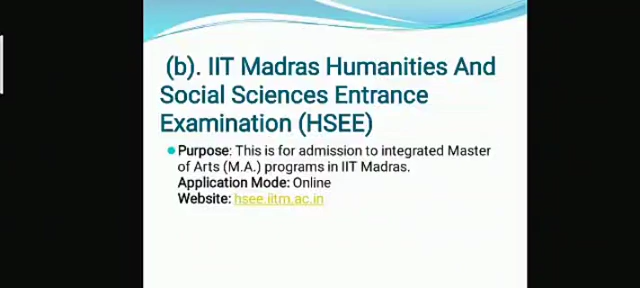 (b). IIT Madras Humanities And
Social Sciences Entrance
Examination (HSEE)
Purpose: This is for admission to integrated Master
of Arts (M.A.) programs in IIT Madras.
Application Mode: Online
Website: hsee.iitm.ac.in